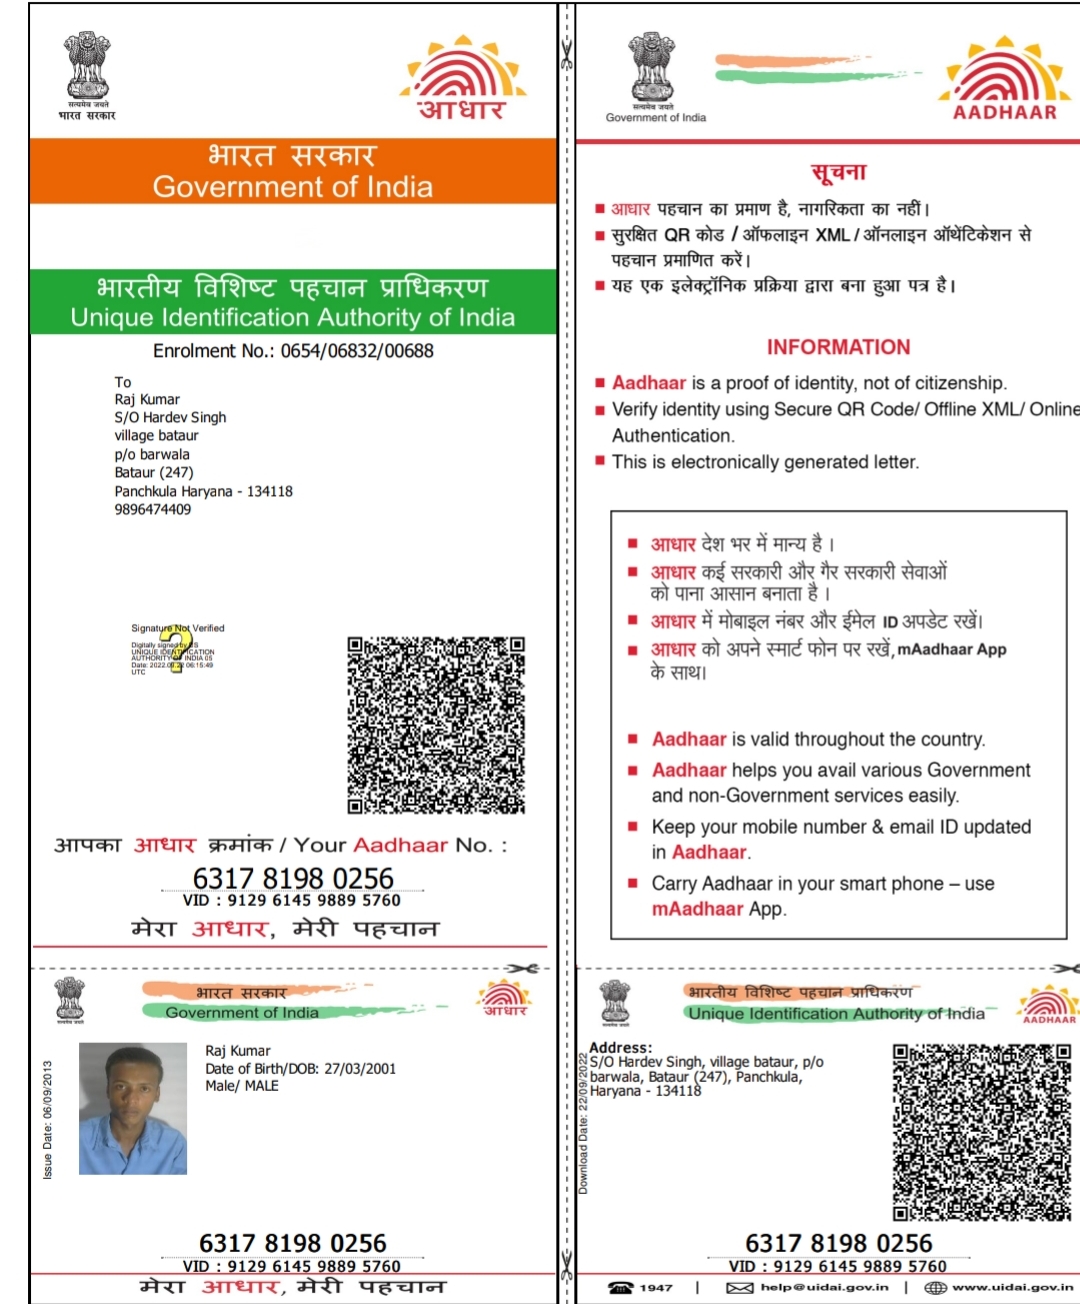 सत्यमेव जयते
भारत सरकार
आधार
भारत सरकार
Government of India
भारतीय विशिष्ट पहचान प्राधिकरण
Unique Identification Authority of India
Enrolment No.: 0654/06832/00688
To
Raj Kumar
S/O Hardev Singh
village bataur
p/o barwala
Bataur (247)
Panchkula Haryana - 134118
9896474409
Signature Not Verified
Digitally signed by DS
UNIQUE IDENTIFICATION
AUTHORITY OF INDIA 05
Date: 2022.09.22 06:15:49
UTC
आपका आधार क्रमांक / Your Aadhaar No. :
6317 8198 0256
VID : 9129 6145 9889 5760
मेरा आधार, मेरी पहचान
सत्यमेव जयते
Government of India
AADHAAR
सूचना
आधार पहचान का प्रमाण है, नागरिकता का नहीं।
सुरक्षित QR कोड / ऑफलाइन XML / ऑनलाइन ऑथेंटिकेशन से
पहचान प्रमाणित करें।
यह एक इलेक्ट्रॉनिक प्रक्रिया द्वारा बना हुआ पत्र है।
INFORMATION
Aadhaar is a proof of identity, not of citizenship.
Verify identity using Secure QR Code/ Offline XML/ Online
Authentication.
This is electronically generated letter.
आधार देश भर में मान्य है ।
आधार कई सरकारी और गैर सरकारी सेवाओं
को पाना आसान बनाता है ।
आधार में मोबाइल नंबर और ईमेल ID अपडेट रखें।
आधार को अपने स्मार्ट फोन पर रखें, mAadhaar App
के साथ।
Aadhaar is valid throughout the country.
Aadhaar helps you avail various Government
and non-Government services easily.
Keep your mobile number & email ID updated
in Aadhaar.
Carry Aadhaar in your smart phone – use
mAadhaar App.
सत्यमेव जयते
भारत सरकार
Government of India
आधार
Issue Date: 06/09/2013
Raj Kumar
Date of Birth/DOB: 27/03/2001
Male/ MALE
6317 8198 0256
VID : 9129 6145 9889 5760
मेरा आधार, मेरी पहचान
सत्यमेव जयते
भारतीय विशिष्ट पहचान प्राधिकरण
Unique Identification Authority of India
AADHAAR
Download Date: 22/09/2022
Address:
S/O Hardev Singh, village bataur, p/o
barwala, Bataur (247), Panchkula,
Haryana - 134118
6317 8198 0256
VID : 9129 6145 9889 5760
1947 | help@uidai.gov.in | www.uidai.gov.in